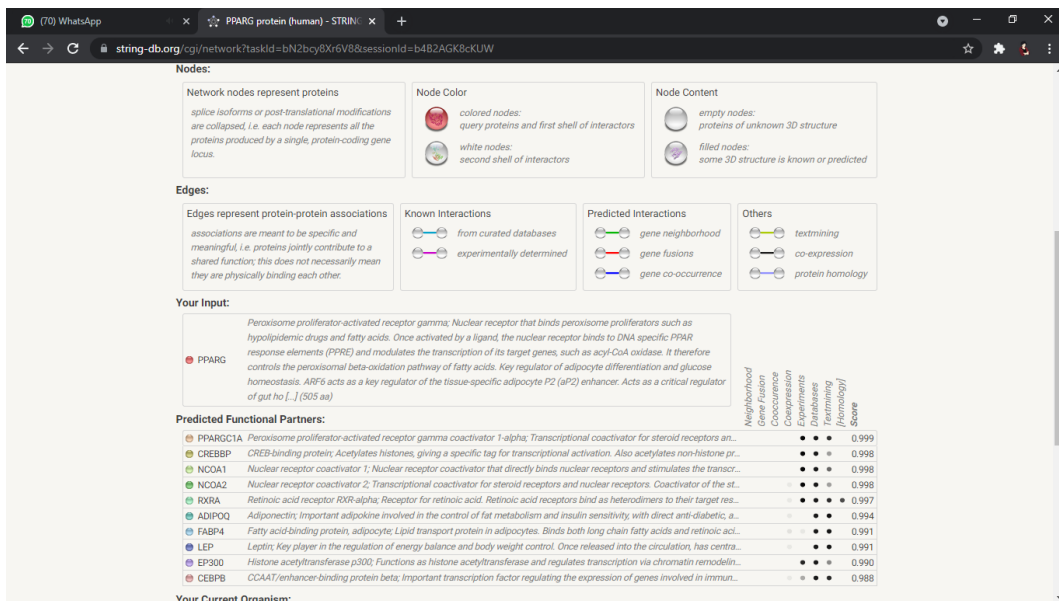 (70) WhatsApp
PPARG protein (human) - STRING
string-db.org/cgi/network?taskId=bN2bcy8Xr6V8&sessionId=b4B2AGK8cKUW
Nodes:
Network nodes represent proteins
splice isoforms or post-translational modifications
are collapsed, i.e. each node represents all the
proteins produced by a single, protein-coding gene
locus.
Node Color
colored nodes:
query proteins and first shell of interactors
white nodes:
second shell of interactors
Node Content
empty nodes:
proteins of unknown 3D structure
filled nodes:
some 3D structure is known or predicted
Edges:
Edges represent protein-protein associations
associations are meant to be specific and
meaningful, i.e. proteins jointly contribute to a
shared function; this does not necessarily mean
they are physically binding each other.
Known Interactions
from curated databases
experimentally determined
Predicted Interactions
gene neighborhood
gene fusions
gene co-occurrence
Others
textmining
co-expression
protein homology
Your Input:
PPARG
Peroxisome proliferator-activated receptor gamma; Nuclear receptor that binds peroxisome proliferators such as
hypolipidemic drugs and fatty acids. Once activated by a ligand, the nuclear receptor binds to DNA specific PPAR
response elements (PPRE) and modulates the transcription of its target genes, such as acyl-CoA oxidase. It therefore
controls the peroxisomal beta-oxidation pathway of fatty acids. Key regulator of adipocyte differentiation and glucose
homeostasis. ARF6 acts as a key regulator of the tissue-specific adipocyte P2 (aP2) enhancer. Acts as a critical regulator
of gut ho [...] (505 aa)
Neighborhood
Gene Fusion
Cooccurence
Coexpression
Experiments
Databases
Textmining
[Homology]
Score
Predicted Functional Partners:
PPARGC1A Peroxisome proliferator-activated receptor gamma coactivator 1-alpha; Transcriptional coactivator for steroid receptors an... 0.999
CREBBP CREB-binding protein; Acetylates histones, giving a specific tag for transcriptional activation. Also acetylates non-histone pr... 0.998
NCOA1 Nuclear receptor coactivator 1; Nuclear receptor coactivator that directly binds nuclear receptors and stimulates the transcr... 0.998
NCOA2 Nuclear receptor coactivator 2; Transcriptional coactivator for steroid receptors and nuclear receptors. Coactivator of the st... 0.998
RXRA Retinoic acid receptor RXR-alpha; Receptor for retinoic acid. Retinoic acid receptors bind as heterodimers to their target res... 0.997
ADIPOQ Adiponectin; Important adipokine involved in the control of fat metabolism and insulin sensitivity, with direct anti-diabetic, a... 0.994
FABP4 Fatty acid-binding protein, adipocyte; Lipid transport protein in adipocytes. Binds both long chain fatty acids and retinoic aci... 0.991
LEP Leptin; Key player in the regulation of energy balance and body weight control. Once released into the circulation, has centra... 0.991
EP300 Histone acetyltransferase p300; Functions as histone acetyltransferase and regulates transcription via chromatin remodelin... 0.990
CEBPB CCAAT/enhancer-binding protein beta; Important transcription factor regulating the expression of genes involved in immun... 0.988
Your Current Organism: